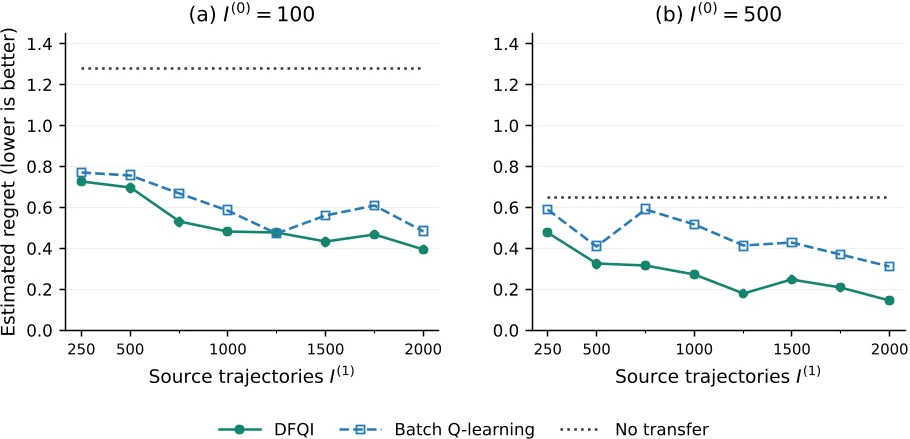 (a) I^(0) = 100
(b) I^(0) = 500
Estimated regret (lower is better)
1.4
1.2
1.0
0.8
0.6
0.4
0.2
0.0
250 500 1000 1500 2000
Source trajectories I^(1)
1.4
1.2
1.0
0.8
0.6
0.4
0.2
0.0
250 500 1000 1500 2000
Source trajectories I^(1)
DFQI Batch Q-learning No transfer